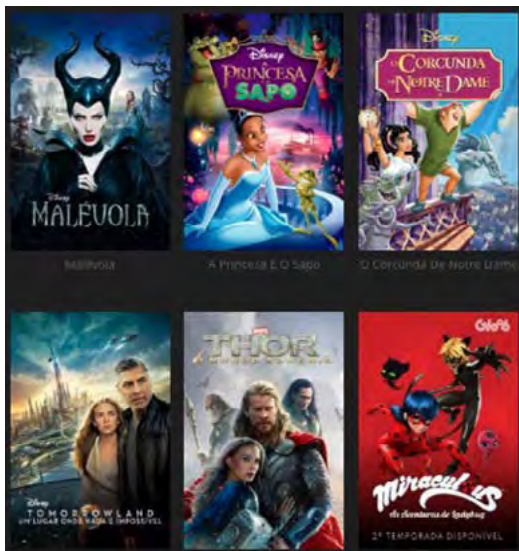 Disney
MALÉVOLA
Malévola
Disney
A
PRINCESA
E O
SAPO
A Princesa E O Sapo
Disney
O
CORCUNDA
DE NOTRE DAME
O Corcunda De Notre Dame
Disney
TOMORROWLAND
UM LUGAR ONDE NADA É IMPOSSÍVEL
MARVEL
THOR
O MUNDO SOMBRIO
Gloob
Miraculous
As Aventuras de Ladybug
2ª TEMPORADA DISPONÍVEL